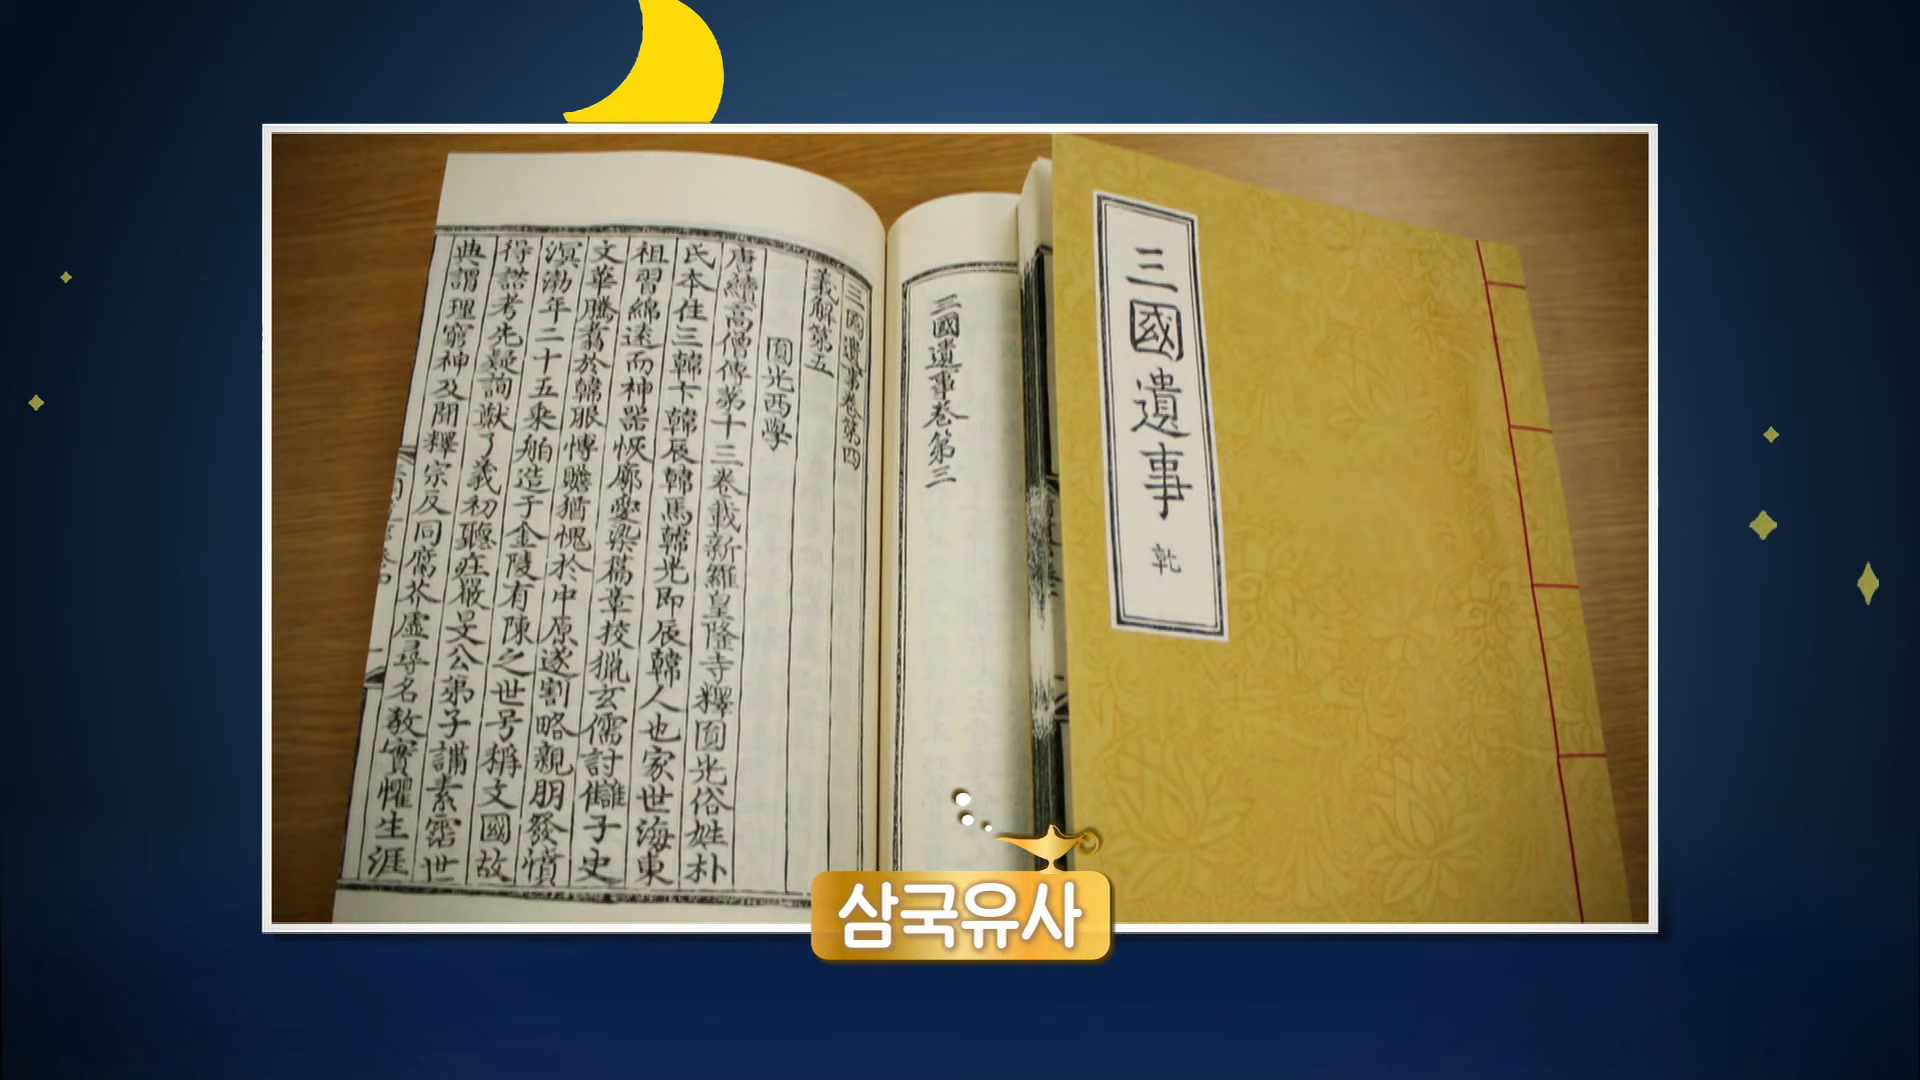 三國遺事 乾
三國遺事卷第三
三國遺事卷第四
義解第五
圓光西學
唐續高僧傳第十三卷載新羅皇隆寺釋圓光俗姓朴
氏本住三韓卞韓辰韓馬韓光即辰韓人也家世海東
祖習綿遠而神器恢廓愛染篇章挍獵玄儒討讎子史
文華騰翥於韓服博贍猶愧於中原遂割略親朋發憤
溟渤年二十五乘舶造于金陵有陳之世号稱文國故
得諮考先疑詢猷了義初聽莊嚴旻公弟子講素霑世
典謂理窮神及聞釋宗反同腐芥虛尋名教實懼生涯
삼국유사